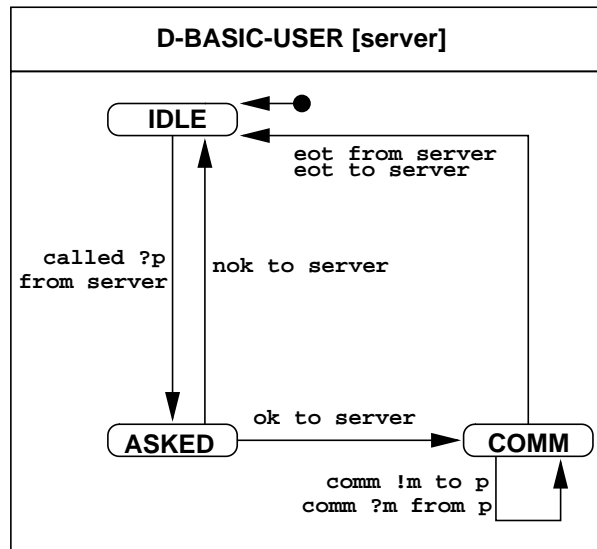 D-BASIC-USER [server]
IDLE
eot from server
eot to server
called ?p
from server
nok to server
ok to server
ASKED
COMM
comm !m to p
comm ?m from p